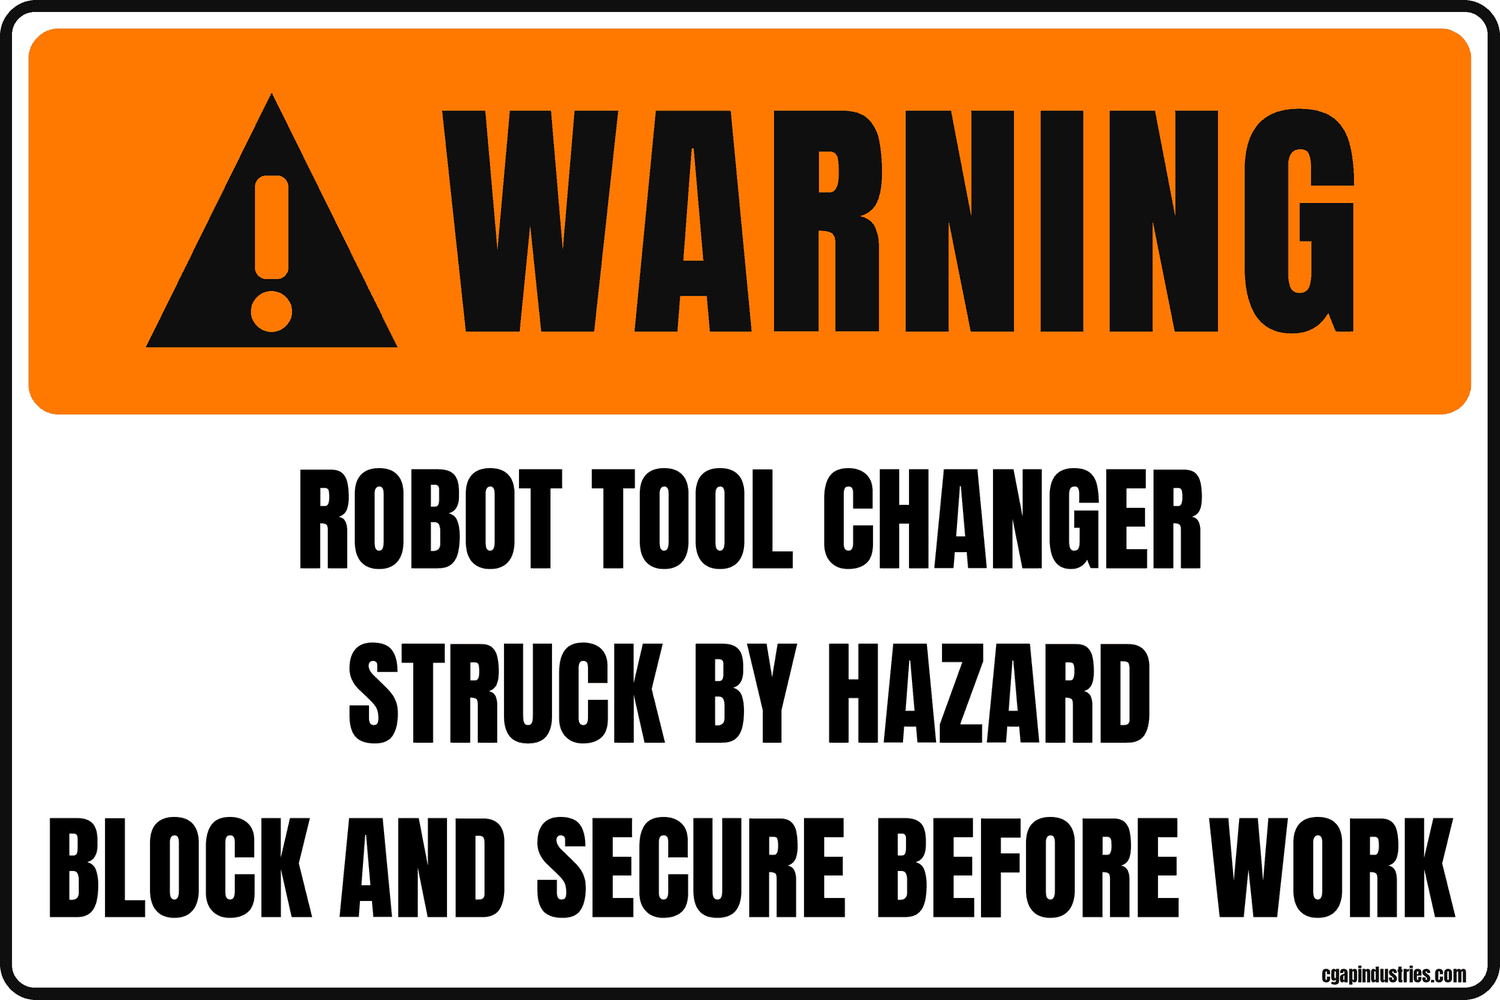 WARNING
ROBOT TOOL CHANGER
STRUCK BY HAZARD
BLOCK AND SECURE BEFORE WORK
cgapindustries.com